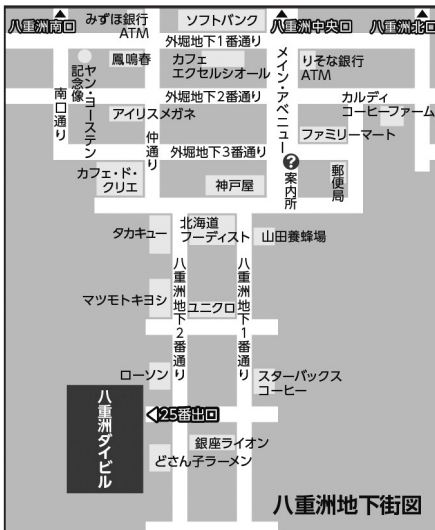 八重洲南口
みずほ銀行
ATM
ソフトバンク
八重洲中央口
八重洲北口
外堀地下1番通り
鳳鳴春
カフェ
エクセルシオール
りそな銀行
ATM
ヤン・ヨーステン
記念像
南口通り
メイン・アベニュー
外堀地下2番通り
カルディ
コーヒーファーム
アイリスメガネ
仲通り
ファミリーマート
外堀地下3番通り
?
案内所
郵便局
カフェ・ド・
クリエ
神戸屋
タカキュー
北海道
フーディスト
山田養蜂場
八重洲地下2番通り
八重洲地下1番通り
マツモトキヨシ
ユニクロ
ローソン
スターバックス
コーヒー
八重洲ダイビル
25番出口
銀座ライオン
どさん子ラーメン
八重洲地下街図